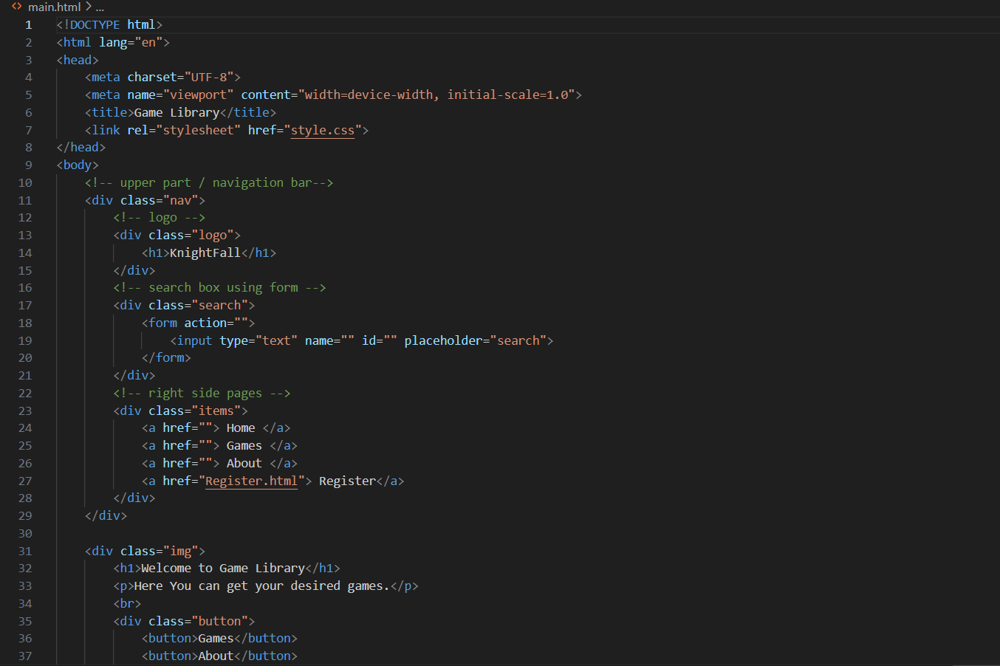 <> main.html > ...
1 <!DOCTYPE html>
2 <html lang="en">
3 <head>
4     <meta charset="UTF-8">
5     <meta name="viewport" content="width=device-width, initial-scale=1.0">
6     <title>Game Library</title>
7     <link rel="stylesheet" href="style.css">
8 </head>
9 <body>
10     <!-- upper part / navigation bar-->
11     <div class="nav">
12         <!-- logo -->
13         <div class="logo">
14             <h1>KnightFall</h1>
15         </div>
16         <!-- search box using form -->
17         <div class="search">
18             <form action="">
19                 <input type="text" name="" id="" placeholder="search">
20             </form>
21         </div>
22         <!-- right side pages -->
23         <div class="items">
24             <a href=""> Home </a>
25             <a href=""> Games </a>
26             <a href=""> About </a>
27             <a href="Register.html"> Register</a>
28         </div>
29     </div>
30
31     <div class="img">
32         <h1>Welcome to Game Library</h1>
33         <p>Here You can get your desired games.</p>
34         <br>
35         <div class="button">
36             <button>Games</button>
37             <button>About</button>